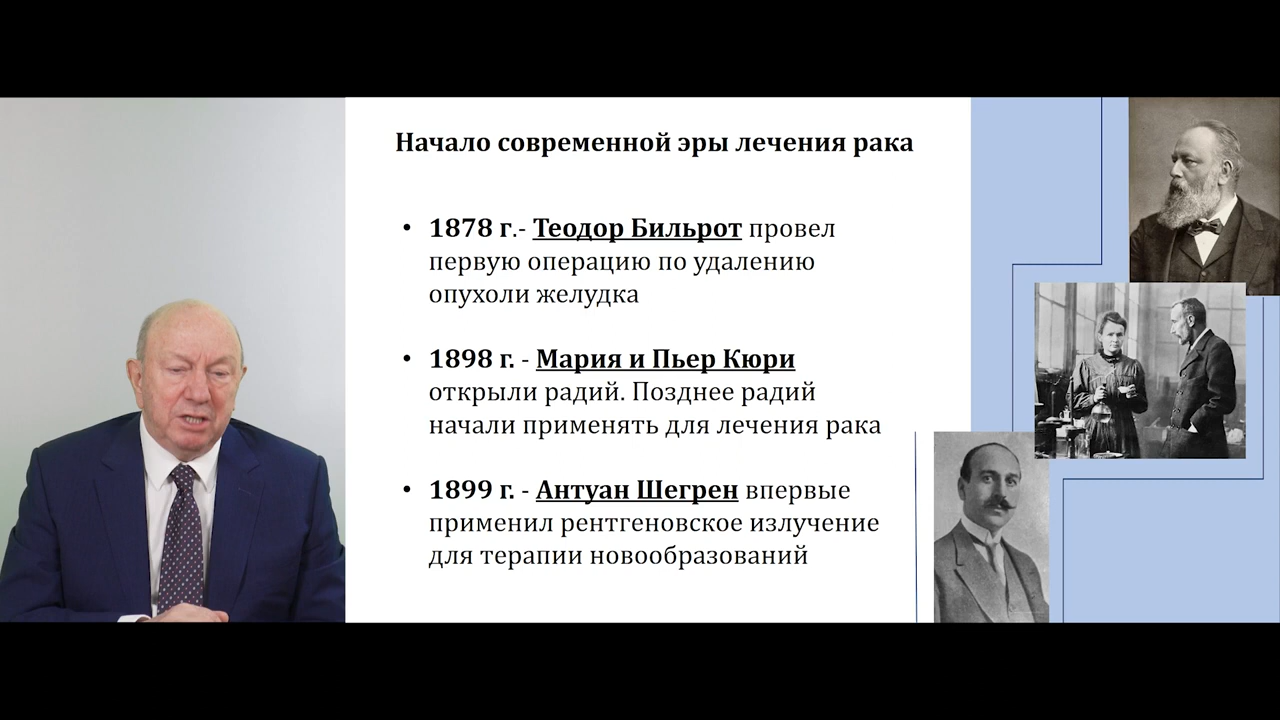 Начало современной эры лечения рака
• 1878 г.- Теодор Бильрот провел
первую операцию по удалению
опухоли желудка
• 1898 г. - Мария и Пьер Кюри
открыли радий. Позднее радий
начали применять для лечения рака
• 1899 г. - Антуан Шегрен впервые
применил рентгеновское излучение
для терапии новообразований